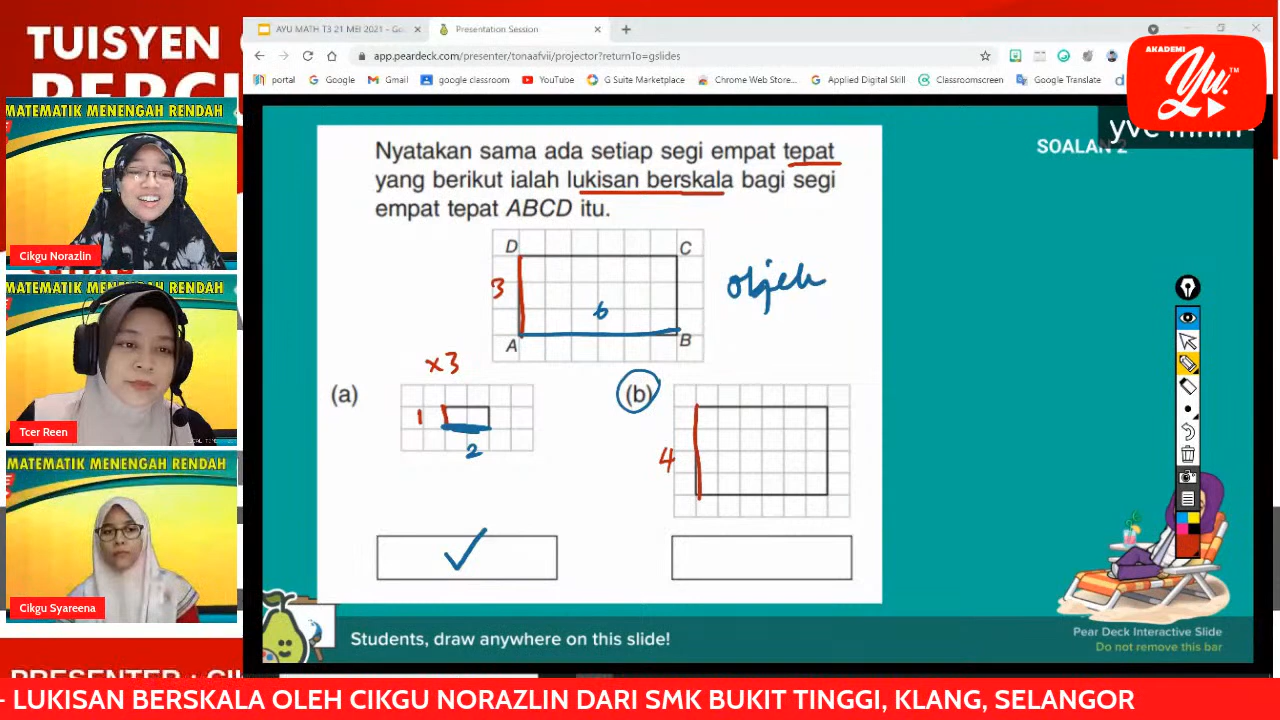 TUISYEN
AYU MATH T3 21 MEI 2021 - Go
Presentation Session
app.peardeck.com/presenter/tonaafvii/projector?returnTo=gslides
portal
Google
Gmail
google classroom
YouTube
G Suite Marketplace
Chrome Web Store...
Applied Digital Skill
Classroomscreen
Google Translate
AKADEMI
Yu.™
MATEMATIK MENENGAH RENDAH
Cikgu Norazlin
Tcer Reen
MATEMATIK MENENGAH RENDAH
Cikgu Syareena
SOALAN 2
Nyatakan sama ada setiap segi empat tepat
yang berikut ialah lukisan berskala bagi segi
empat tepat ABCD itu.
D
C
3
6
objek
A
B
x3
(a)
1
2
(b)
4
Students, draw anywhere on this slide!
Pear Deck Interactive Slide
Do not remove this bar
- LUKISAN BERSKALA OLEH CIKGU NORAZLIN DARI SMK BUKIT TINGGI, KLANG, SELANGOR